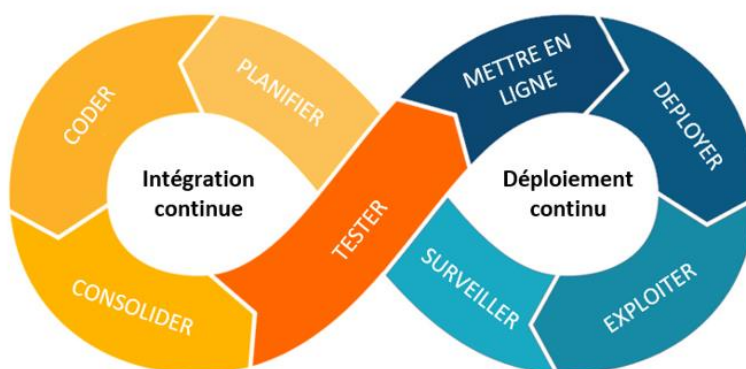 PLANIFIER
CODER
CONSOLIDER
TESTER
METTRE EN
LIGNE
DEPLOYER
EXPLOITER
SURVEILLER
Intégration
continue
Déploiement
continu